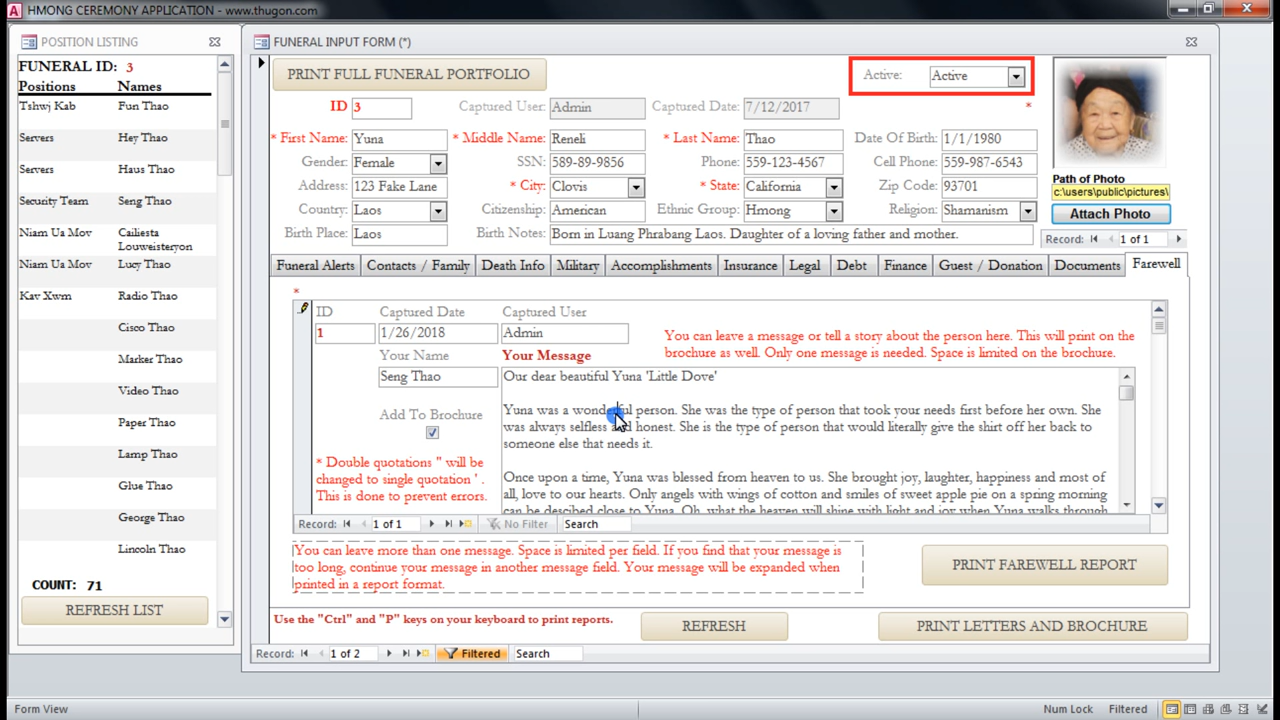 HMONG CEREMONY APPLICATION - www.thugon.com
POSITION LISTING
FUNERAL ID: 3
Positions Names
Tshwj Kab Fun Thao
Servers Hey Thao
Servers Haus Thao
Security Team Seng Thao
Niam Ua Mov Cailiesta
Louweisteryon
Niam Ua Mov Lucy Thao
Kav Xwm Radio Thao
Cisco Thao
Marker Thao
Video Thao
Paper Thao
Lamp Thao
Glue Thao
George Thao
Lincoln Thao
COUNT: 71
REFRESH LIST
FUNERAL INPUT FORM (*)
PRINT FULL FUNERAL PORTFOLIO
Active: Active
ID 3 Captured User: Admin Captured Date: 7/12/2017 *
* First Name: Yuna * Middle Name: Reneli * Last Name: Thao Date Of Birth: 1/1/1980
Gender: Female SSN: 589-89-9856 Phone: 559-123-4567 Cell Phone: 559-987-6543
Address: 123 Fake Lane * City: Clovis * State: California Zip Code: 93701
Country: Laos Citizenship: American Ethnic Group: Hmong Religion: Shamanism
Birth Place: Laos Birth Notes: Born in Luang Phrabang Laos. Daughter of a loving father and mother.
Path of Photo
c:\users\public\pictures\
Attach Photo
Record: 1 of 1
Funeral Alerts Contacts / Family Death Info Military Accomplishments Insurance Legal Debt Finance Guest / Donation Documents Farewell
*
ID Captured Date Captured User
1 1/26/2018 Admin
You can leave a message or tell a story about the person here. This will print on the
brochure as well. Only one message is needed. Space is limited on the brochure.
Your Name Your Message
Seng Thao
Add To Brochure
* Double quotations " will be
changed to single quotation ' .
This is done to prevent errors.
Our dear beautiful Yuna 'Little Dove'
Yuna was a wonderful person. She was the type of person that took your needs first before her own. She
was always selfless and honest. She is the type of person that would literally give the shirt off her back to
someone else that needs it.
Once upon a time, Yuna was blessed from heaven to us. She brought joy, laughter, happiness and most of
all, love to our hearts. Only angels with wings of cotton and smiles of sweet apple pie on a spring morning
can be descibed close to Yuna. Oh, what the heaven will shine with light and joy when Yuna walks through
Record: 1 of 1 No Filter Search
You can leave more than one message. Space is limited per field. If you find that your message is
too long, continue your message in another message field. Your message will be expanded when
printed in a report format.
PRINT FAREWELL REPORT
Use the "Ctrl" and "P" keys on your keyboard to print reports.
REFRESH
PRINT LETTERS AND BROCHURE
Record: 1 of 2 Filtered Search
Form View Num Lock Filtered